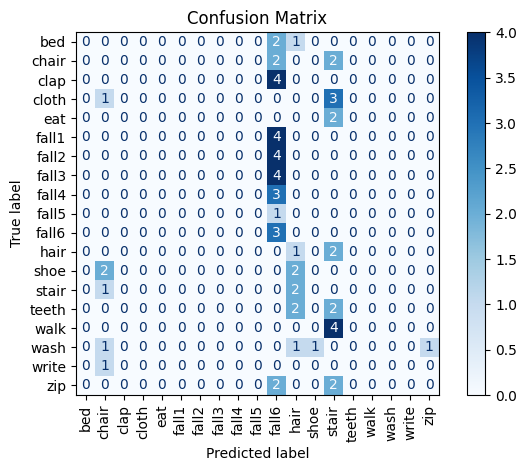 Confusion Matrix
bed 0 0 0 0 0 0 0 0 0 0 2 1 0 0 0 0 0 0 0
chair 0 0 0 0 0 0 0 0 0 0 2 0 0 2 0 0 0 0 0
clap 0 0 0 0 0 0 0 0 0 0 4 0 0 0 0 0 0 0 0
cloth 0 1 0 0 0 0 0 0 0 0 0 0 0 3 0 0 0 0 0
eat 0 0 0 0 0 0 0 0 0 0 0 0 0 2 0 0 0 0 0
fall1 0 0 0 0 0 0 0 0 0 0 4 0 0 0 0 0 0 0 0
fall2 0 0 0 0 0 0 0 0 0 0 4 0 0 0 0 0 0 0 0
fall3 0 0 0 0 0 0 0 0 0 0 4 0 0 0 0 0 0 0 0
fall4 0 0 0 0 0 0 0 0 0 0 3 0 0 0 0 0 0 0 0
fall5 0 0 0 0 0 0 0 0 0 0 1 0 0 0 0 0 0 0 0
fall6 0 0 0 0 0 0 0 0 0 0 3 0 0 0 0 0 0 0 0
hair 0 0 0 0 0 0 0 0 0 0 0 1 0 2 0 0 0 0 0
shoe 0 2 0 0 0 0 0 0 0 0 0 2 0 0 0 0 0 0 0
stair 0 1 0 0 0 0 0 0 0 0 0 2 0 0 0 0 0 0 0
teeth 0 0 0 0 0 0 0 0 0 0 0 2 0 2 0 0 0 0 0
walk 0 0 0 0 0 0 0 0 0 0 0 0 0 4 0 0 0 0 0
wash 0 1 0 0 0 0 0 0 0 0 0 1 1 0 0 0 0 0 1
write 0 1 0 0 0 0 0 0 0 0 0 0 0 0 0 0 0 0 0
zip 0 0 0 0 0 0 0 0 0 0 2 0 0 2 0 0 0 0 0
True label
bed chair clap cloth eat fall1 fall2 fall3 fall4 fall5 fall6 hair shoe stair teeth walk wash write zip
Predicted label
4.0
3.5
3.0
2.5
2.0
1.5
1.0
0.5
0.0